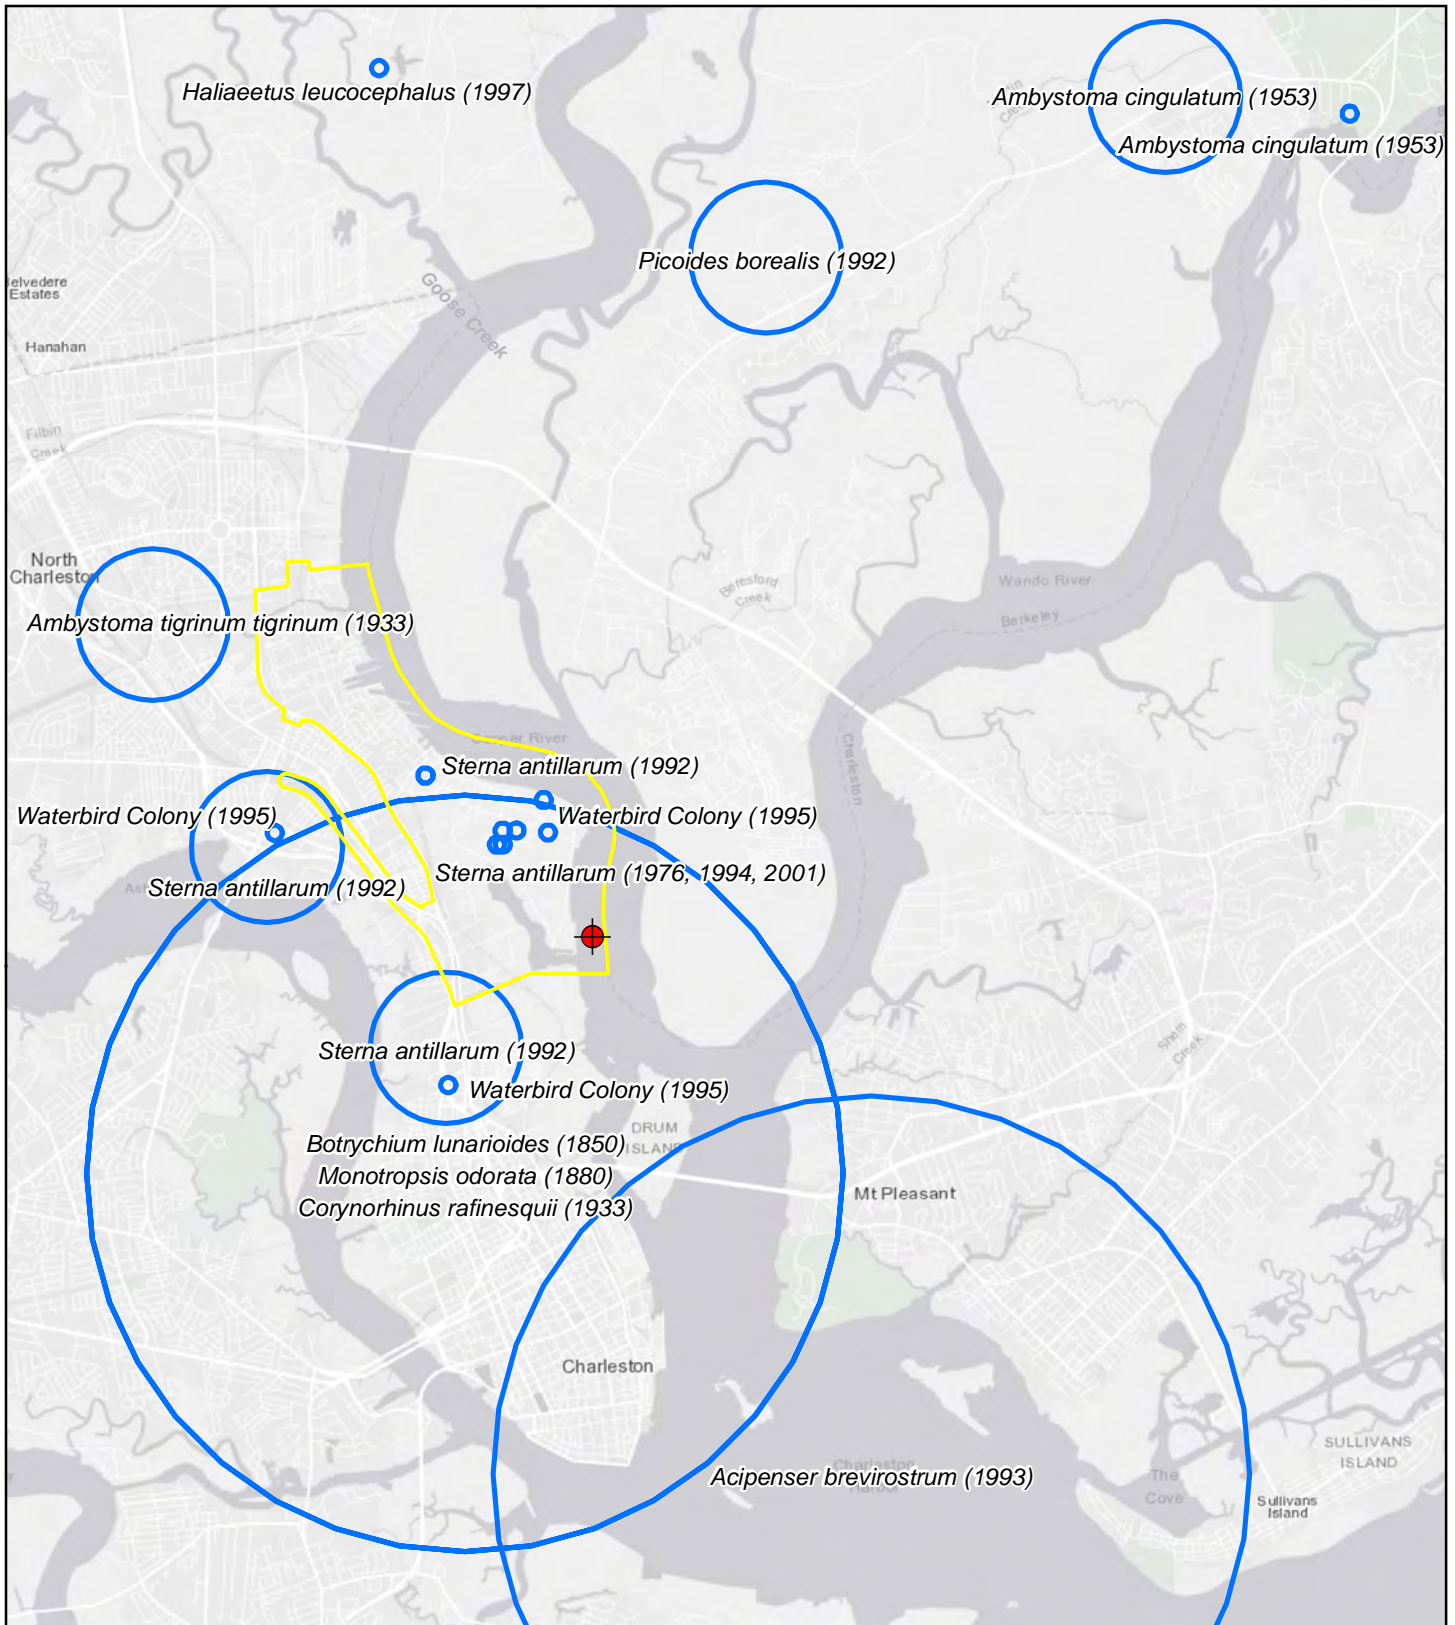 Haliaeetus leucocephalus (1997)
Ambystoma cingulatum (1953)
Ambystoma cingulatum (1953)
Picoides borealis (1992)
Goose Creek
elvedere
Estates
Hanahan
Filbin
Creek
North
Charleston
Ambystoma tigrinum tigrinum (1933)
Beresford
Creek
Wando River
Berkeley
Charleston
Cooper River
Sterna antillarum (1992)
Waterbird Colony (1995)
Waterbird Colony (1995)
Sterna antillarum (1976, 1994, 2001)
Sterna antillarum (1992)
Shem
Creek
Sterna antillarum (1992)
Waterbird Colony (1995)
DRUM
ISLAND
Botrychium lunarioides (1850)
Monotropsis odorata (1880)
Corynorhinus rafinesquii (1933)
Mt Pleasant
Charleston
Acipenser brevirostrum (1993)
Charleston
Harbor
The
Cove
SULLIVANS
ISLAND
Sullivans
Island